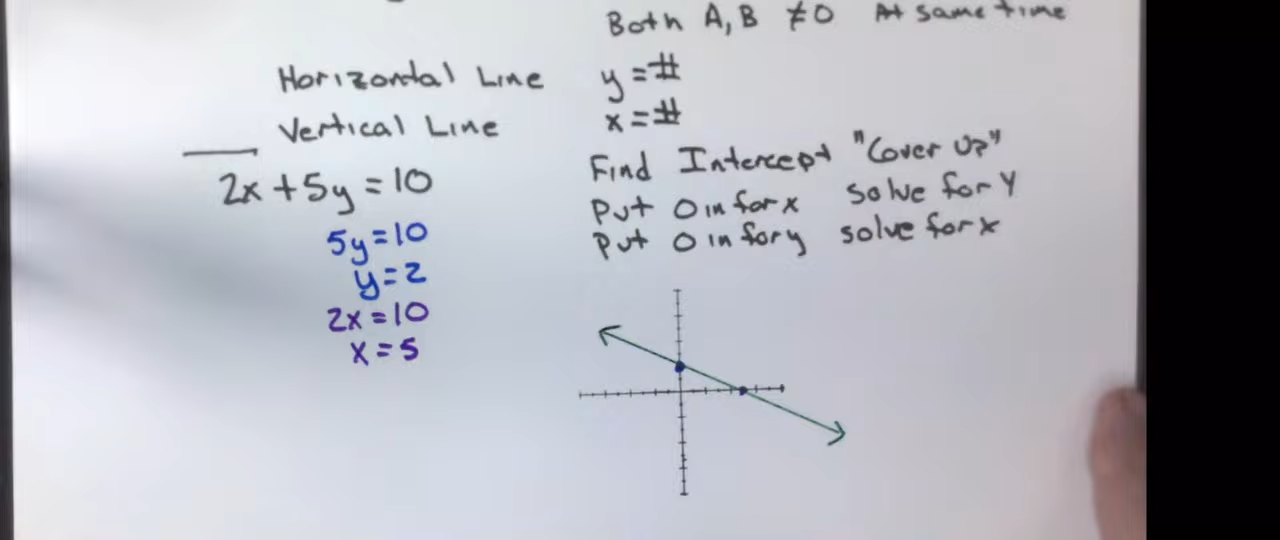 Both A, B ≠ 0 At same time
Horizontal Line y = #
Vertical Line x = #
Find Intercept "Cover Up"
2x + 5y = 10
Put 0 in for x solve for Y
Put 0 in for y solve for x
5y = 10
y = 2
2x = 10
x = 5